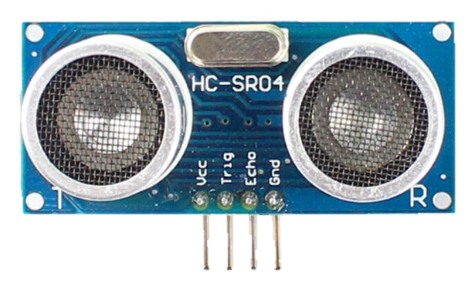 HC-SR04
Vcc
Trig
Echo
Gnd
T
R